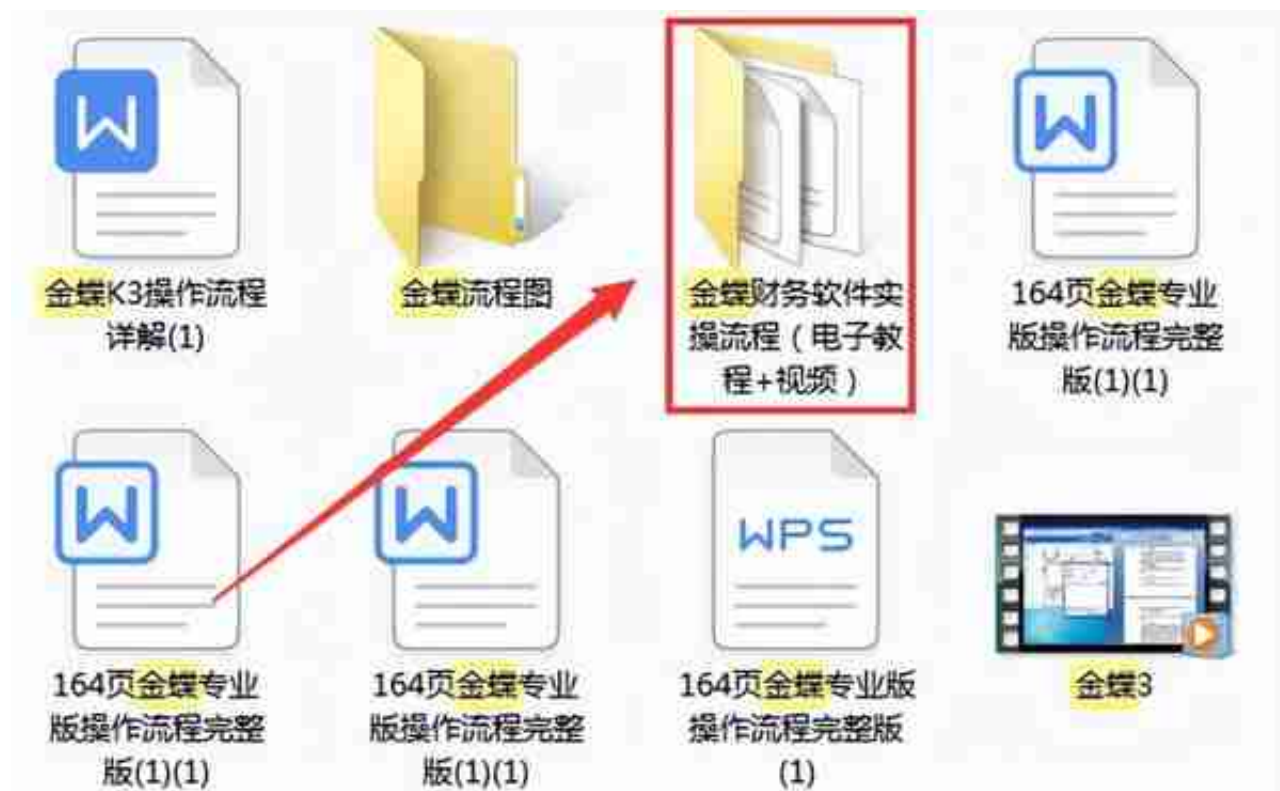 金蝶K3操作流程
详解(1)
金蝶流程图
金蝶财务软件实
操流程（电子教
程+视频）
164页金蝶专业
版操作流程完整
版(1)(1)
WPS
164页金蝶专业
版操作流程完整
版(1)(1)
164页金蝶专业
版操作流程完整
版(1)(1)
164页金蝶专业版
操作流程完整版
(1)
金蝶3